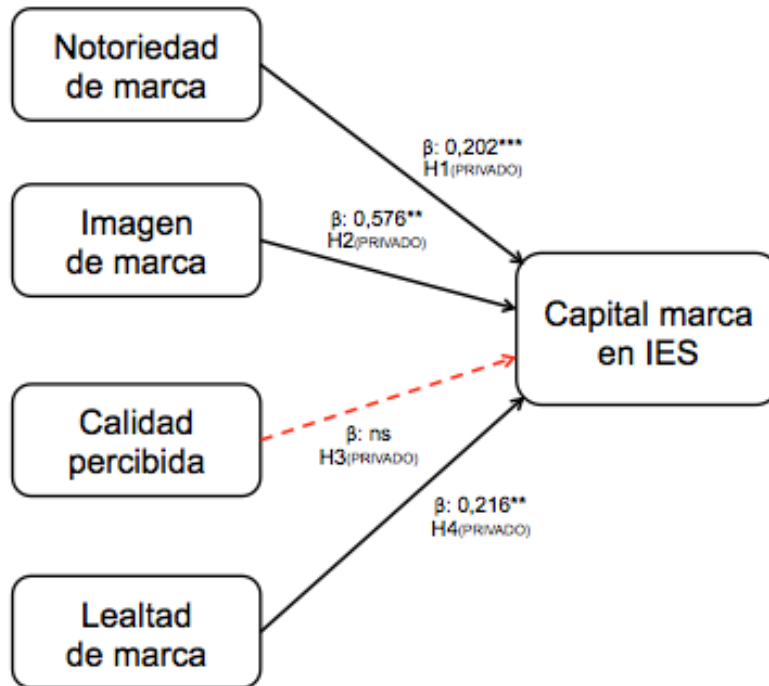 Notoriedad
de marca
β: 0,202***
H1(PRIVADO)
Imagen
de marca
β: 0,576**
H2(PRIVADO)
Capital marca
en IES
Calidad
percibida
β: ns
H3(PRIVADO)
β: 0,216**
H4(PRIVADO)
Lealtad
de marca